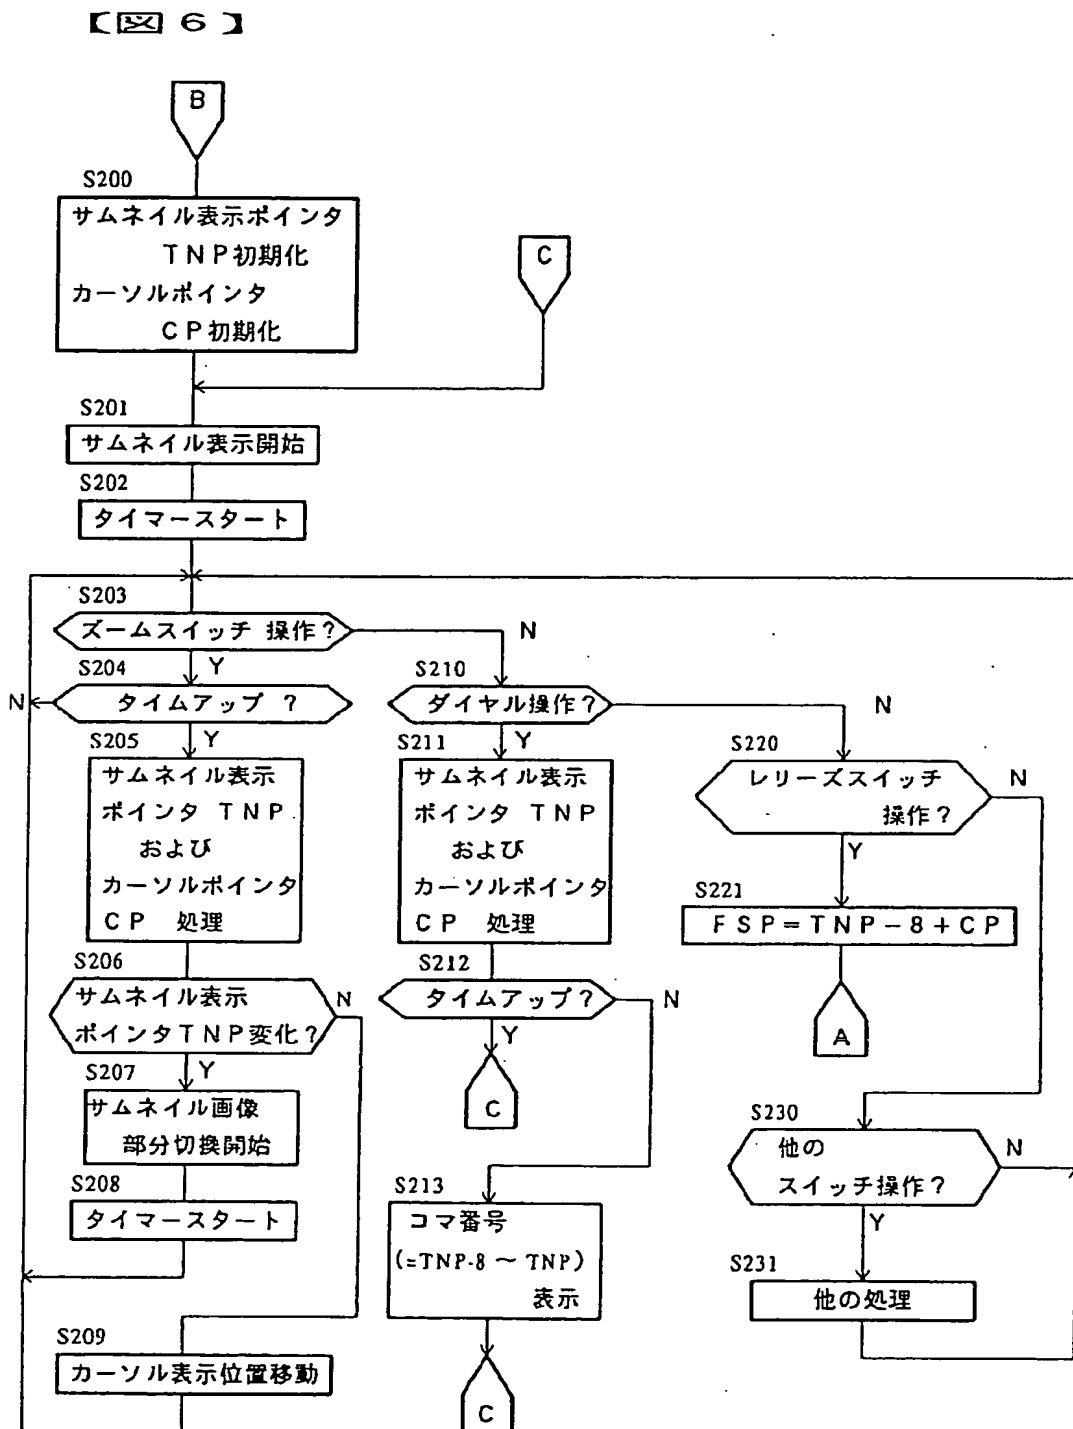 【図6】
B
S200
サムネイル表示ポインタ
TNP初期化
カーソルポインタ
CP初期化
C
S201
サムネイル表示開始
S202
タイマースタート
S203
ズームスイッチ 操作?
N
Y
S204
N
タイムアップ ?
Y
S205
サムネイル表示
ポインタ TNP
および
カーソルポインタ
CP 処理
S206
サムネイル表示
ポインタTNP変化?
N
Y
S207
サムネイル画像
部分切換開始
S208
タイマースタート
S209
カーソル表示位置移動
S210
ダイヤル操作?
N
Y
S211
サムネイル表示
ポインタ TNP
および
カーソルポインタ
CP 処理
S212
タイムアップ?
N
Y
C
S213
コマ番号
(=TNP-8 ~ TNP)
表示
C
S220
レリーズスイッチ
操作?
N
Y
S221
FSP=TNP-8+CP
A
S230
他の
スイッチ操作?
N
Y
S231
他の処理